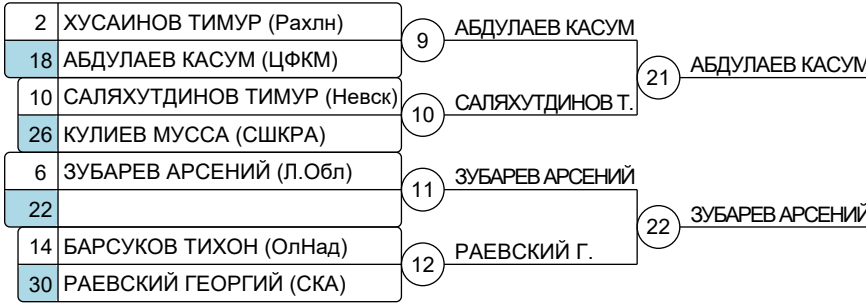 2 ХУСАИНОВ ТИМУР (Рахлн)
18 АБДУЛАЕВ КАСУМ (ЦФКМ)
9 АБДУЛАЕВ КАСУМ
10 САЛЯХУТДИНОВ ТИМУР (Невск)
26 КУЛИЕВ МУССА (СШКРА)
10 САЛЯХУТДИНОВ Т.
21 АБДУЛАЕВ КАСУМ
6 ЗУБАРЕВ АРСЕНИЙ (Л.Обл)
22
11 ЗУБАРЕВ АРСЕНИЙ
14 БАРСУКОВ ТИХОН (ОлНад)
30 РАЕВСКИЙ ГЕОРГИЙ (СКА)
12 РАЕВСКИЙ Г.
22 ЗУБАРЕВ АРСЕНИЙ